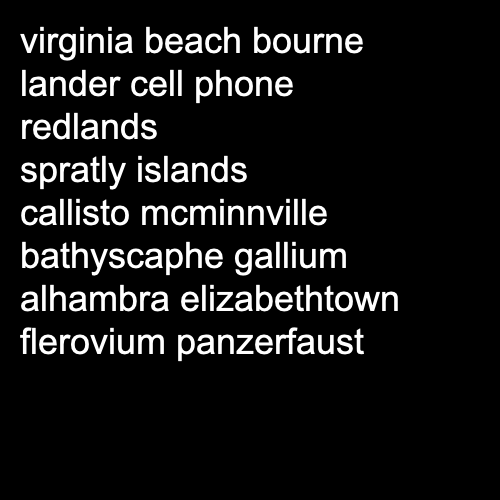 virginia beach bourne
lander cell phone
redlands
spratly islands
callisto mcminnville
bathyscaphe gallium
alhambra elizabethtown
flerovium panzerfaust